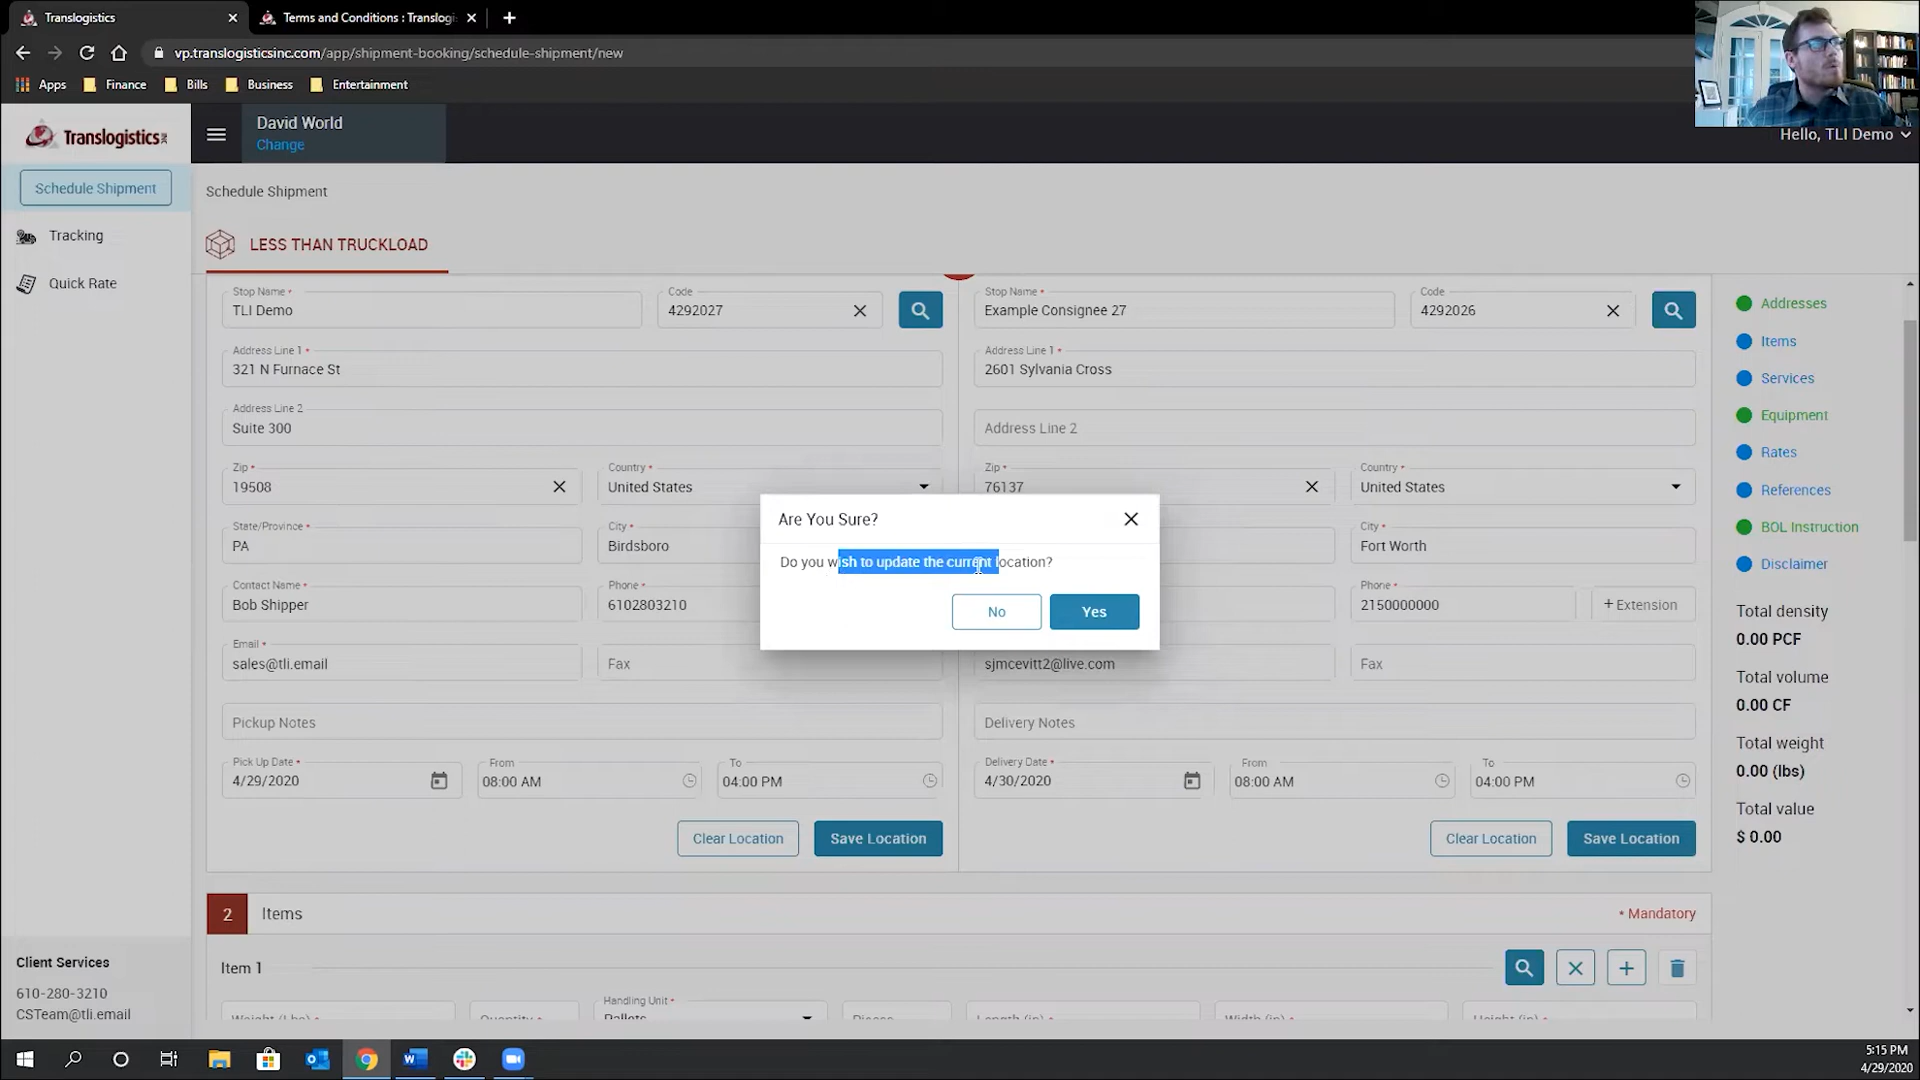 Translogistics
Terms and Conditions : Translogi
vp.translogisticsinc.com/app/shipment-booking/schedule-shipment/new
Apps Finance Bills Business Entertainment
Translogistics
David World
Change
Hello, TLI Demo
Schedule Shipment
Tracking
Quick Rate
Schedule Shipment
LESS THAN TRUCKLOAD
Stop Name *
TLI Demo
Code
4292027
Address Line 1 *
321 N Furnace St
Address Line 2
Suite 300
Zip *
19508
Country *
United States
State/Province *
PA
City *
Birdsboro
Contact Name *
Bob Shipper
Phone *
6102803210
Email *
sales@tli.email
Fax
Pickup Notes
Pick Up Date *
4/29/2020
From
08:00 AM
To
04:00 PM
Clear Location
Save Location
Stop Name *
Example Consignee 27
Code
4292026
Address Line 1 *
2601 Sylvania Cross
Address Line 2
Zip *
76137
Country *
United States
City *
Fort Worth
Phone *
2150000000
+ Extension
sjmcevitt2@live.com
Fax
Delivery Notes
Delivery Date *
4/30/2020
From
08:00 AM
To
04:00 PM
Clear Location
Save Location
Are You Sure?
Do you wish to update the current location?
No
Yes
Addresses
Items
Services
Equipment
Rates
References
BOL Instruction
Disclaimer
Total density
0.00 PCF
Total volume
0.00 CF
Total weight
0.00 (lbs)
Total value
$ 0.00
2 Items
* Mandatory
Item 1
Handling Unit *
Client Services
610-280-3210
CSTeam@tli.email
5:15 PM
4/29/2020